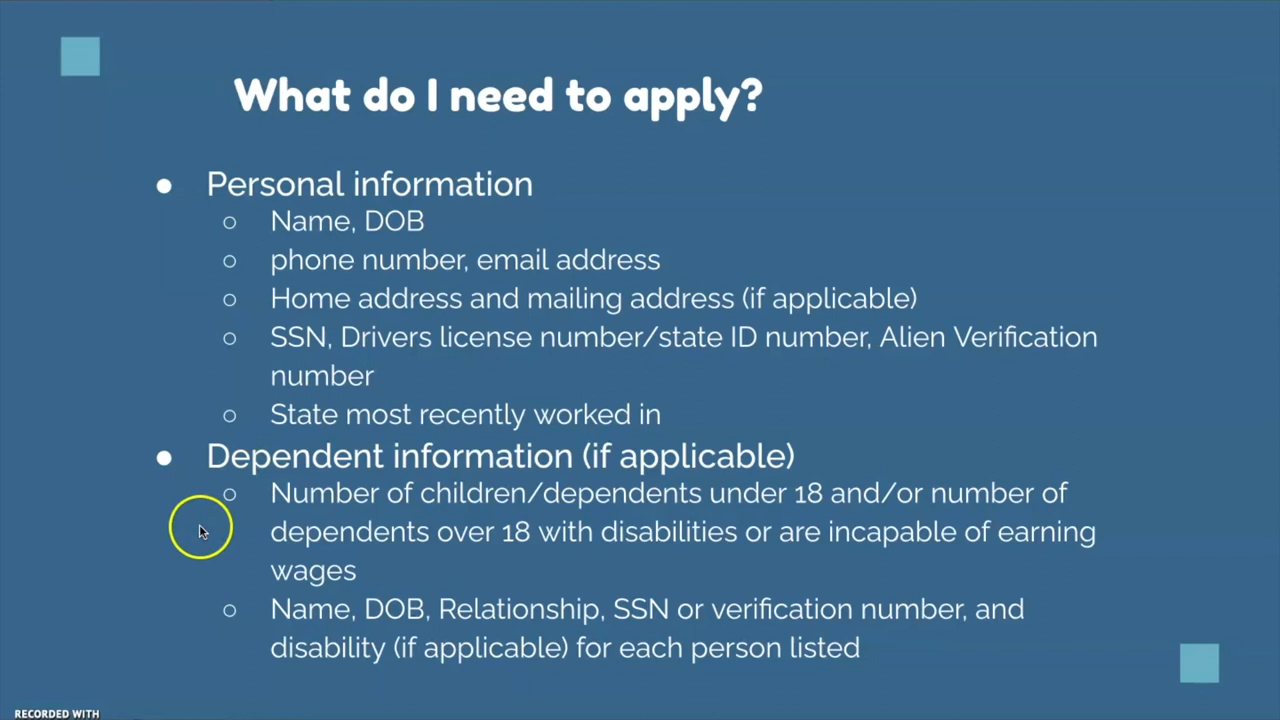 What do I need to apply?
● Personal information
○ Name, DOB
○ phone number, email address
○ Home address and mailing address (if applicable)
○ SSN, Drivers license number/state ID number, Alien Verification
number
○ State most recently worked in
● Dependent information (if applicable)
○ Number of children/dependents under 18 and/or number of
dependents over 18 with disabilities or are incapable of earning
wages
○ Name, DOB, Relationship, SSN or verification number, and
disability (if applicable) for each person listed
RECORDED WITH